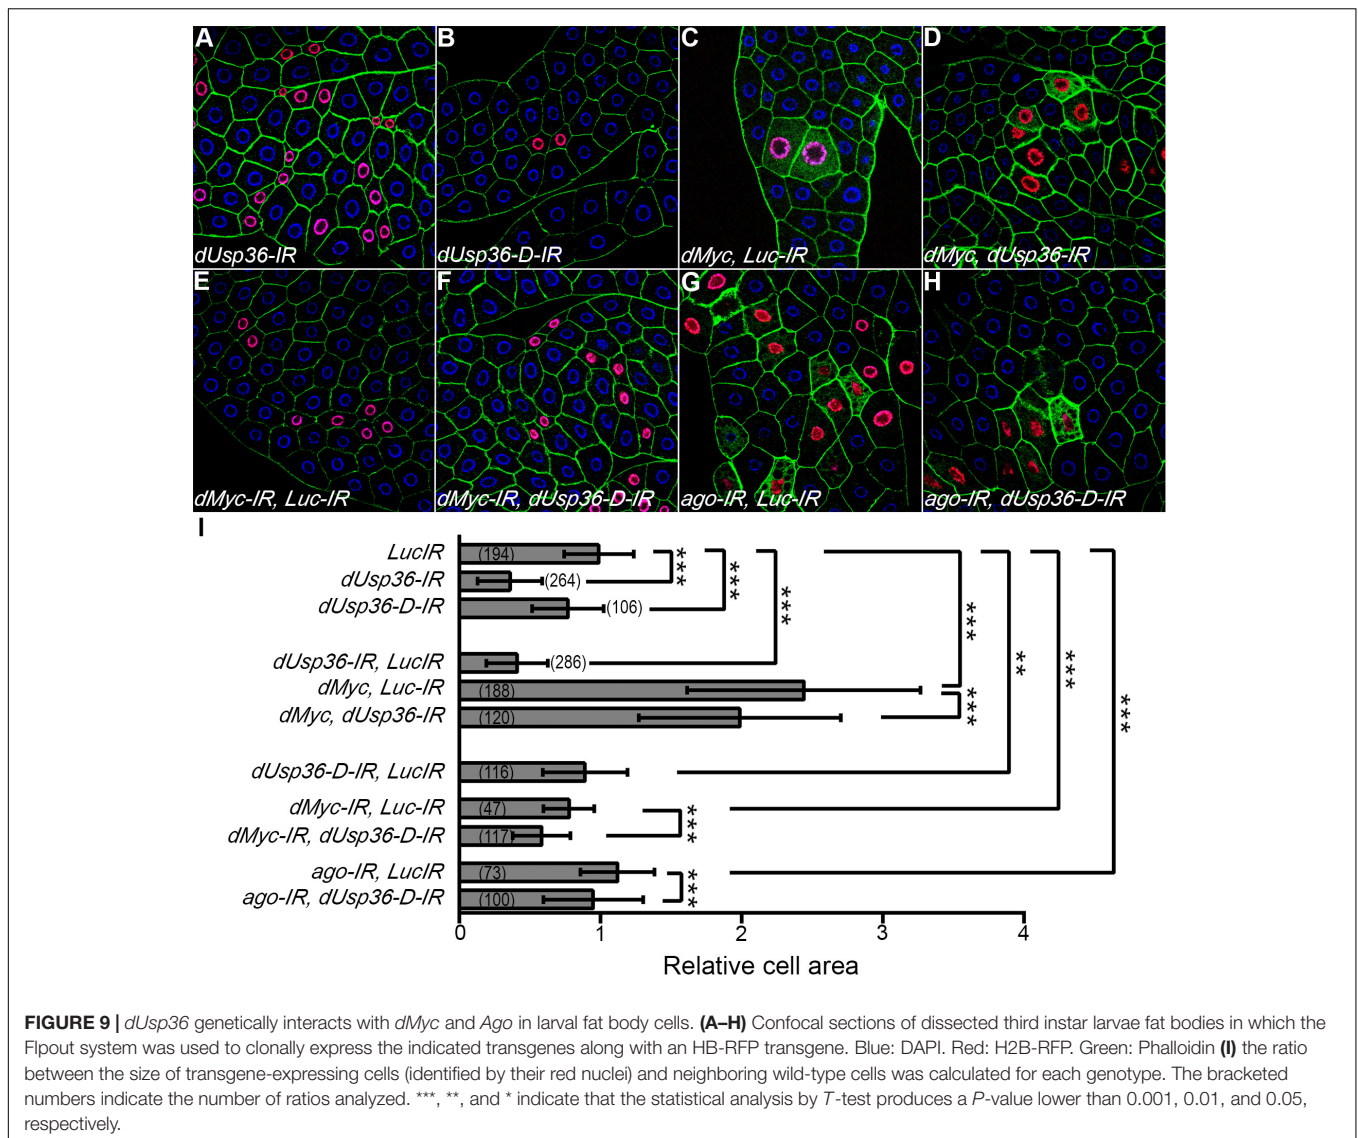 A
B
C
D
dUsp36-IR
dUsp36-D-IR
dMyc, Luc-IR
dMyc, dUsp36-IR
E
F
G
H
dMyc-IR, Luc-IR
dMyc-IR, dUsp36-D-IR
ago-IR, Luc-IR
ago-IR, dUsp36-D-IR
I
LucIR (194) ***
dUsp36-IR (264) ***
dUsp36-D-IR (106) ***
dUsp36-IR, LucIR (286) ***
dMyc, Luc-IR (188) **
dMyc, dUsp36-IR (120) *** ***
dUsp36-D-IR, LucIR (116) ***
dMyc-IR, Luc-IR (47)
dMyc-IR, dUsp36-D-IR (117) ***
ago-IR, LucIR (73)
ago-IR, dUsp36-D-IR (100) ***
0 1 2 3 4
Relative cell area
FIGURE 9 | dUsp36 genetically interacts with dMyc and Ago in larval fat body cells. (A–H) Confocal sections of dissected third instar larvae fat bodies in which the
Flpout system was used to clonally express the indicated transgenes along with an HB-RFP transgene. Blue: DAPI. Red: H2B-RFP. Green: Phalloidin (I) the ratio
between the size of transgene-expressing cells (identified by their red nuclei) and neighboring wild-type cells was calculated for each genotype. The bracketed
numbers indicate the number of ratios analyzed. ***, **, and * indicate that the statistical analysis by T-test produces a P-value lower than 0.001, 0.01, and 0.05,
respectively.